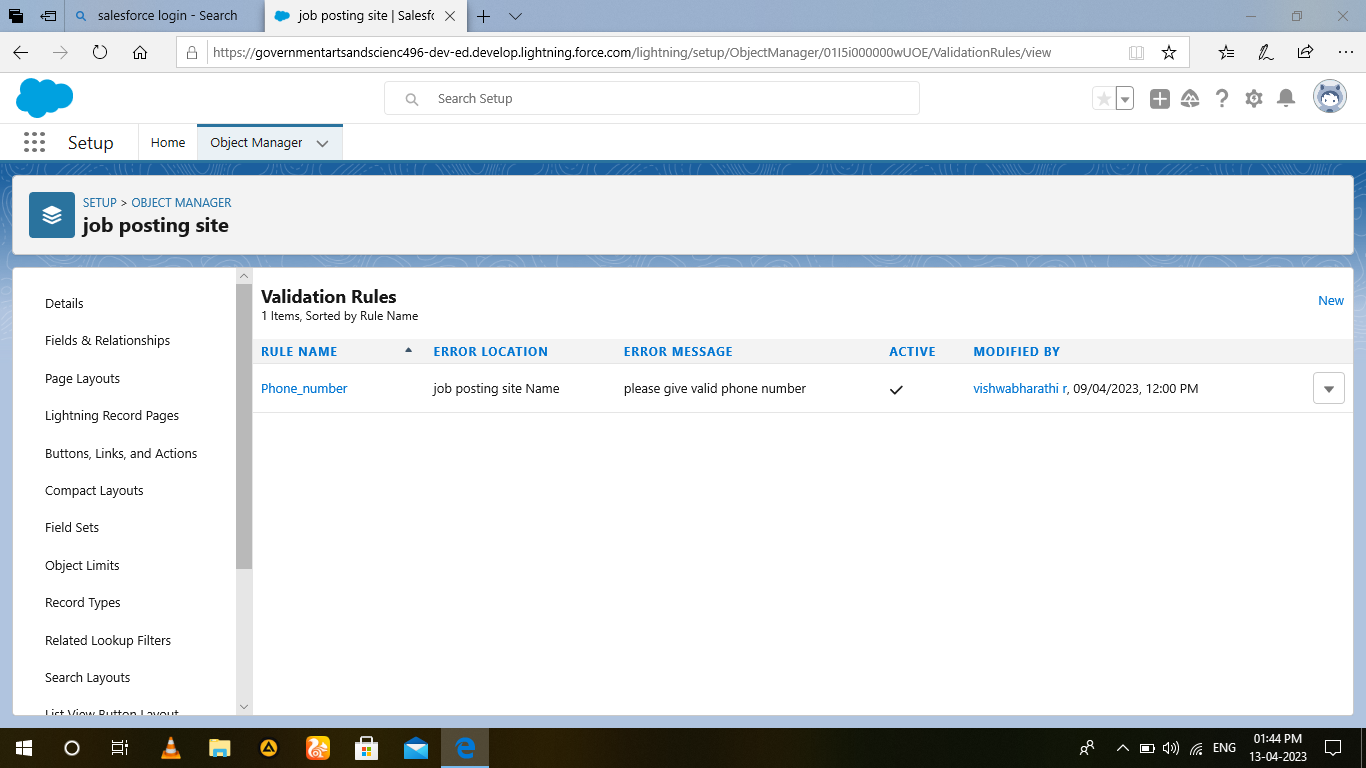 salesforce login - Search
job posting site | Salesfc
https://governmentartsandscienc496-dev-ed.develop.lightning.force.com/lightning/setup/ObjectManager/01I5i000000wUOE/ValidationRules/view
Search Setup
Setup
Home
Object Manager
SETUP > OBJECT MANAGER
job posting site
Details
Fields & Relationships
Page Layouts
Lightning Record Pages
Buttons, Links, and Actions
Compact Layouts
Field Sets
Object Limits
Record Types
Related Lookup Filters
Search Layouts
List View Button Layout
Validation Rules
1 Items, Sorted by Rule Name
New
RULE NAME ERROR LOCATION ERROR MESSAGE ACTIVE MODIFIED BY
Phone_number job posting site Name please give valid phone number vishwabharathi r, 09/04/2023, 12:00 PM
ENG
01:44 PM
13-04-2023